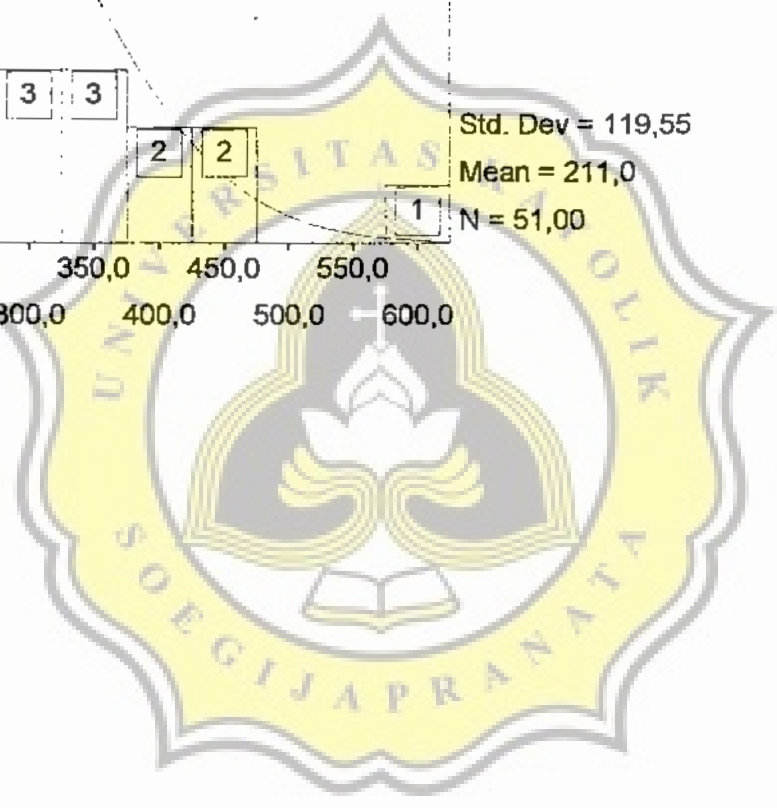 3 3
2 2
1
Std. Dev = 119,55
Mean = 211,0
N = 51,00
350,0 450,0 550,0
300,0 400,0 500,0 600,0
UNIVERSITAS KATOLIK
SOEGIJAPRANATA